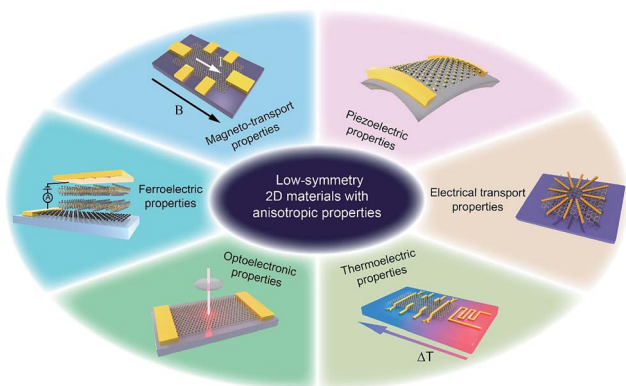 I
B
Magneto-transport
properties
Piezoelectric
properties
Ferroelectric
properties
A
Low-symmetry
2D materials with
anisotropic properties
Electrical transport
properties
Optoelectronic
properties
Thermoelectric
properties
ΔT